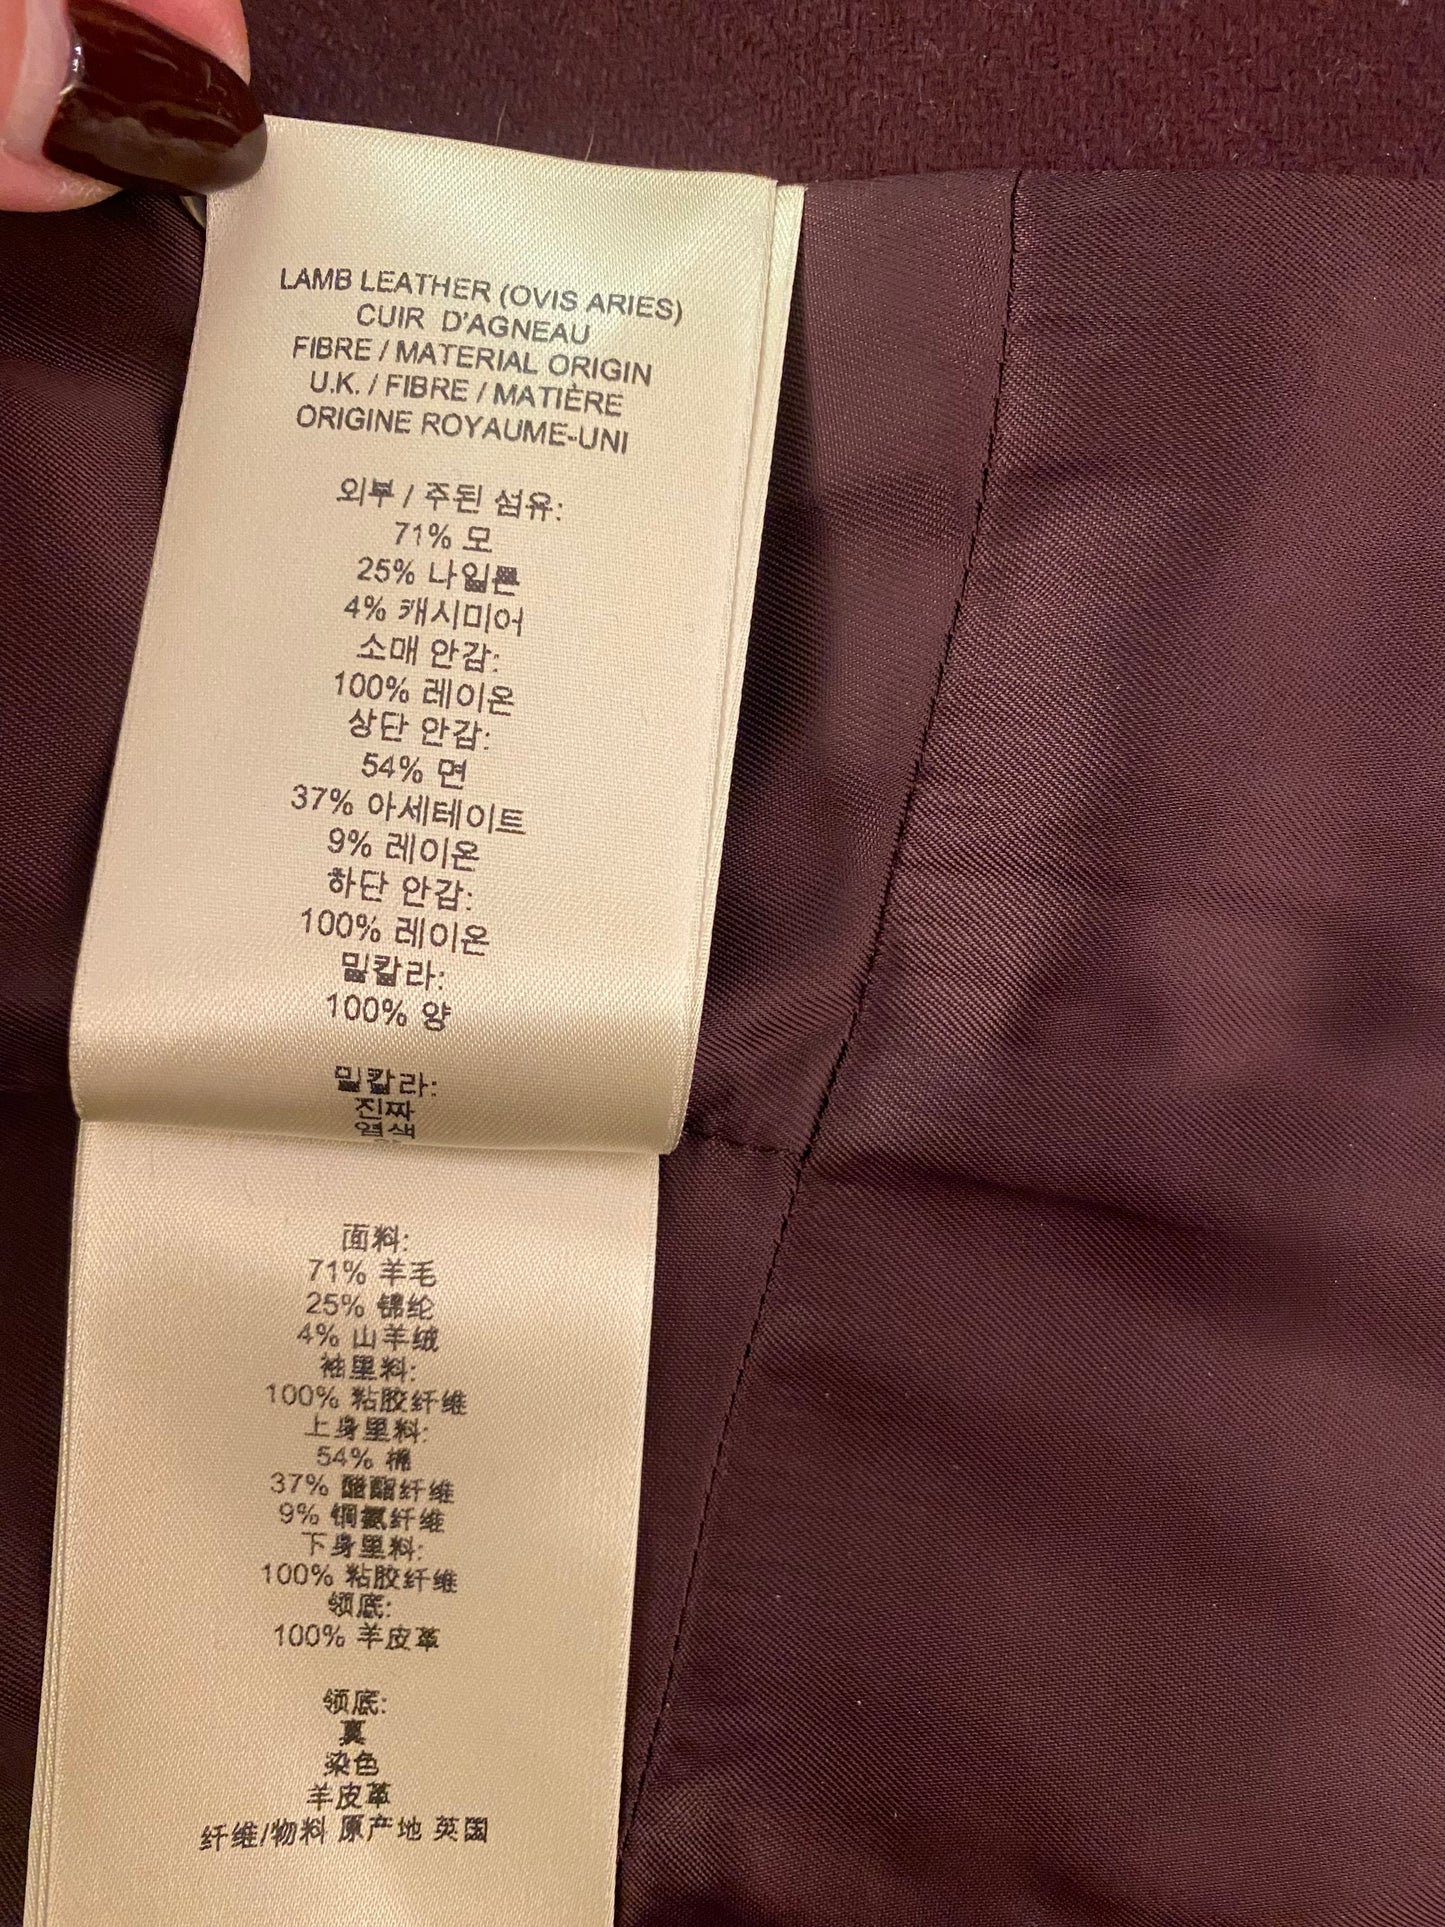 LAMB LEATHER (OVIS ARIES)
CUIR D'AGNEAU
FIBRE / MATERIAL ORIGIN
U.K. / FIBRE / MATIÈRE
ORIGINE ROYAUME-UNI
외부 / 주된 섬유:
71% 모
25% 나일론
4% 캐시미어
소매 안감:
100% 레이온
상단 안감:
54% 면
37% 아세테이트
9% 레이온
하단 안감:
100% 레이온
밑칼라:
100% 양
밑칼라:
진짜
염색
面料:
71% 羊毛
25% 锦纶
4% 山羊绒
袖里料:
100% 粘胶纤维
上身里料:
54% 棉
37% 醋酯纤维
9% 铜氨纤维
下身里料:
100% 粘胶纤维
领底:
100% 羊皮革
领底:
真
染色
羊皮革
纤维/物料 原产地 英国